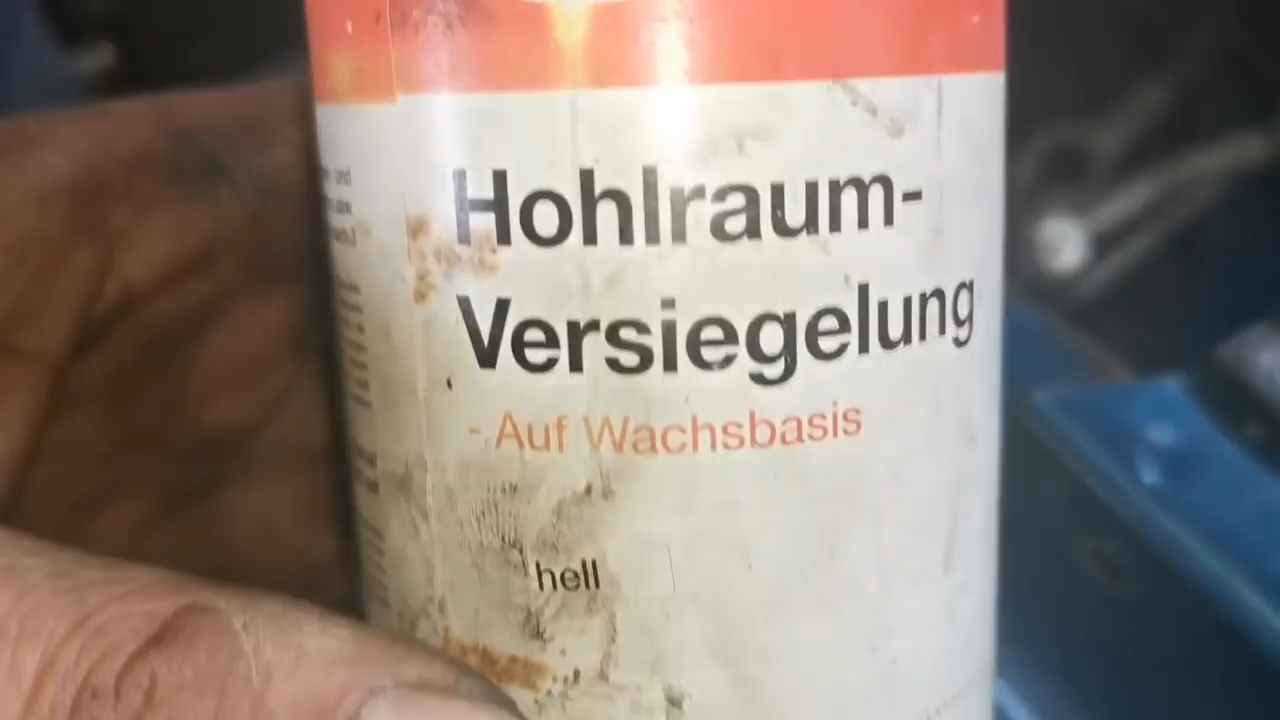 Hohlraum-
Versiegelung
- Auf Wachsbasis
hell